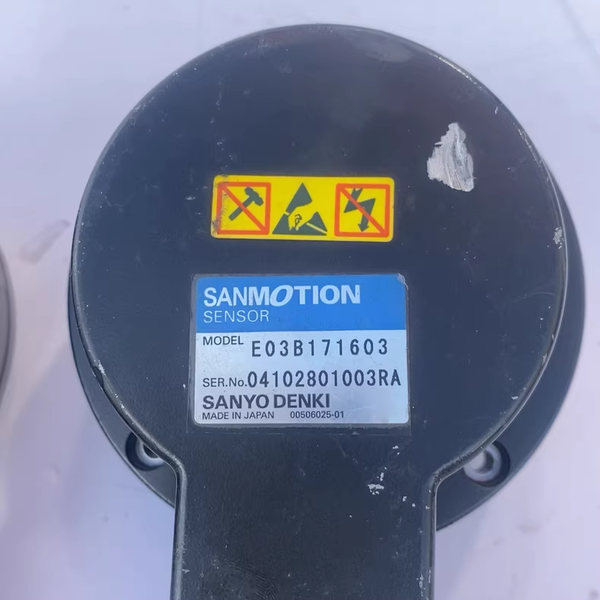 SANMOTION
SENSOR
MODEL E03B171603
SER.No.04102801003RA
SANYO DENKI
MADE IN JAPAN 00506025-01